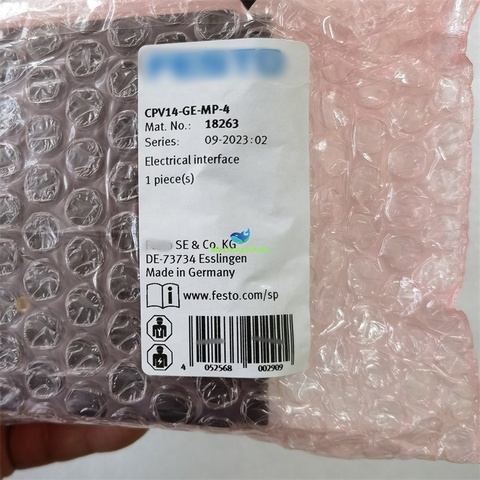 CPV14-GE-MP-4
Mat. No.: 18263
Series: 09-2023:02
Electrical interface
1 piece(s)
SE & Co. KG
DE-73734 Esslingen
Made in Germany
www.festo.com/sp
4 052568 002909